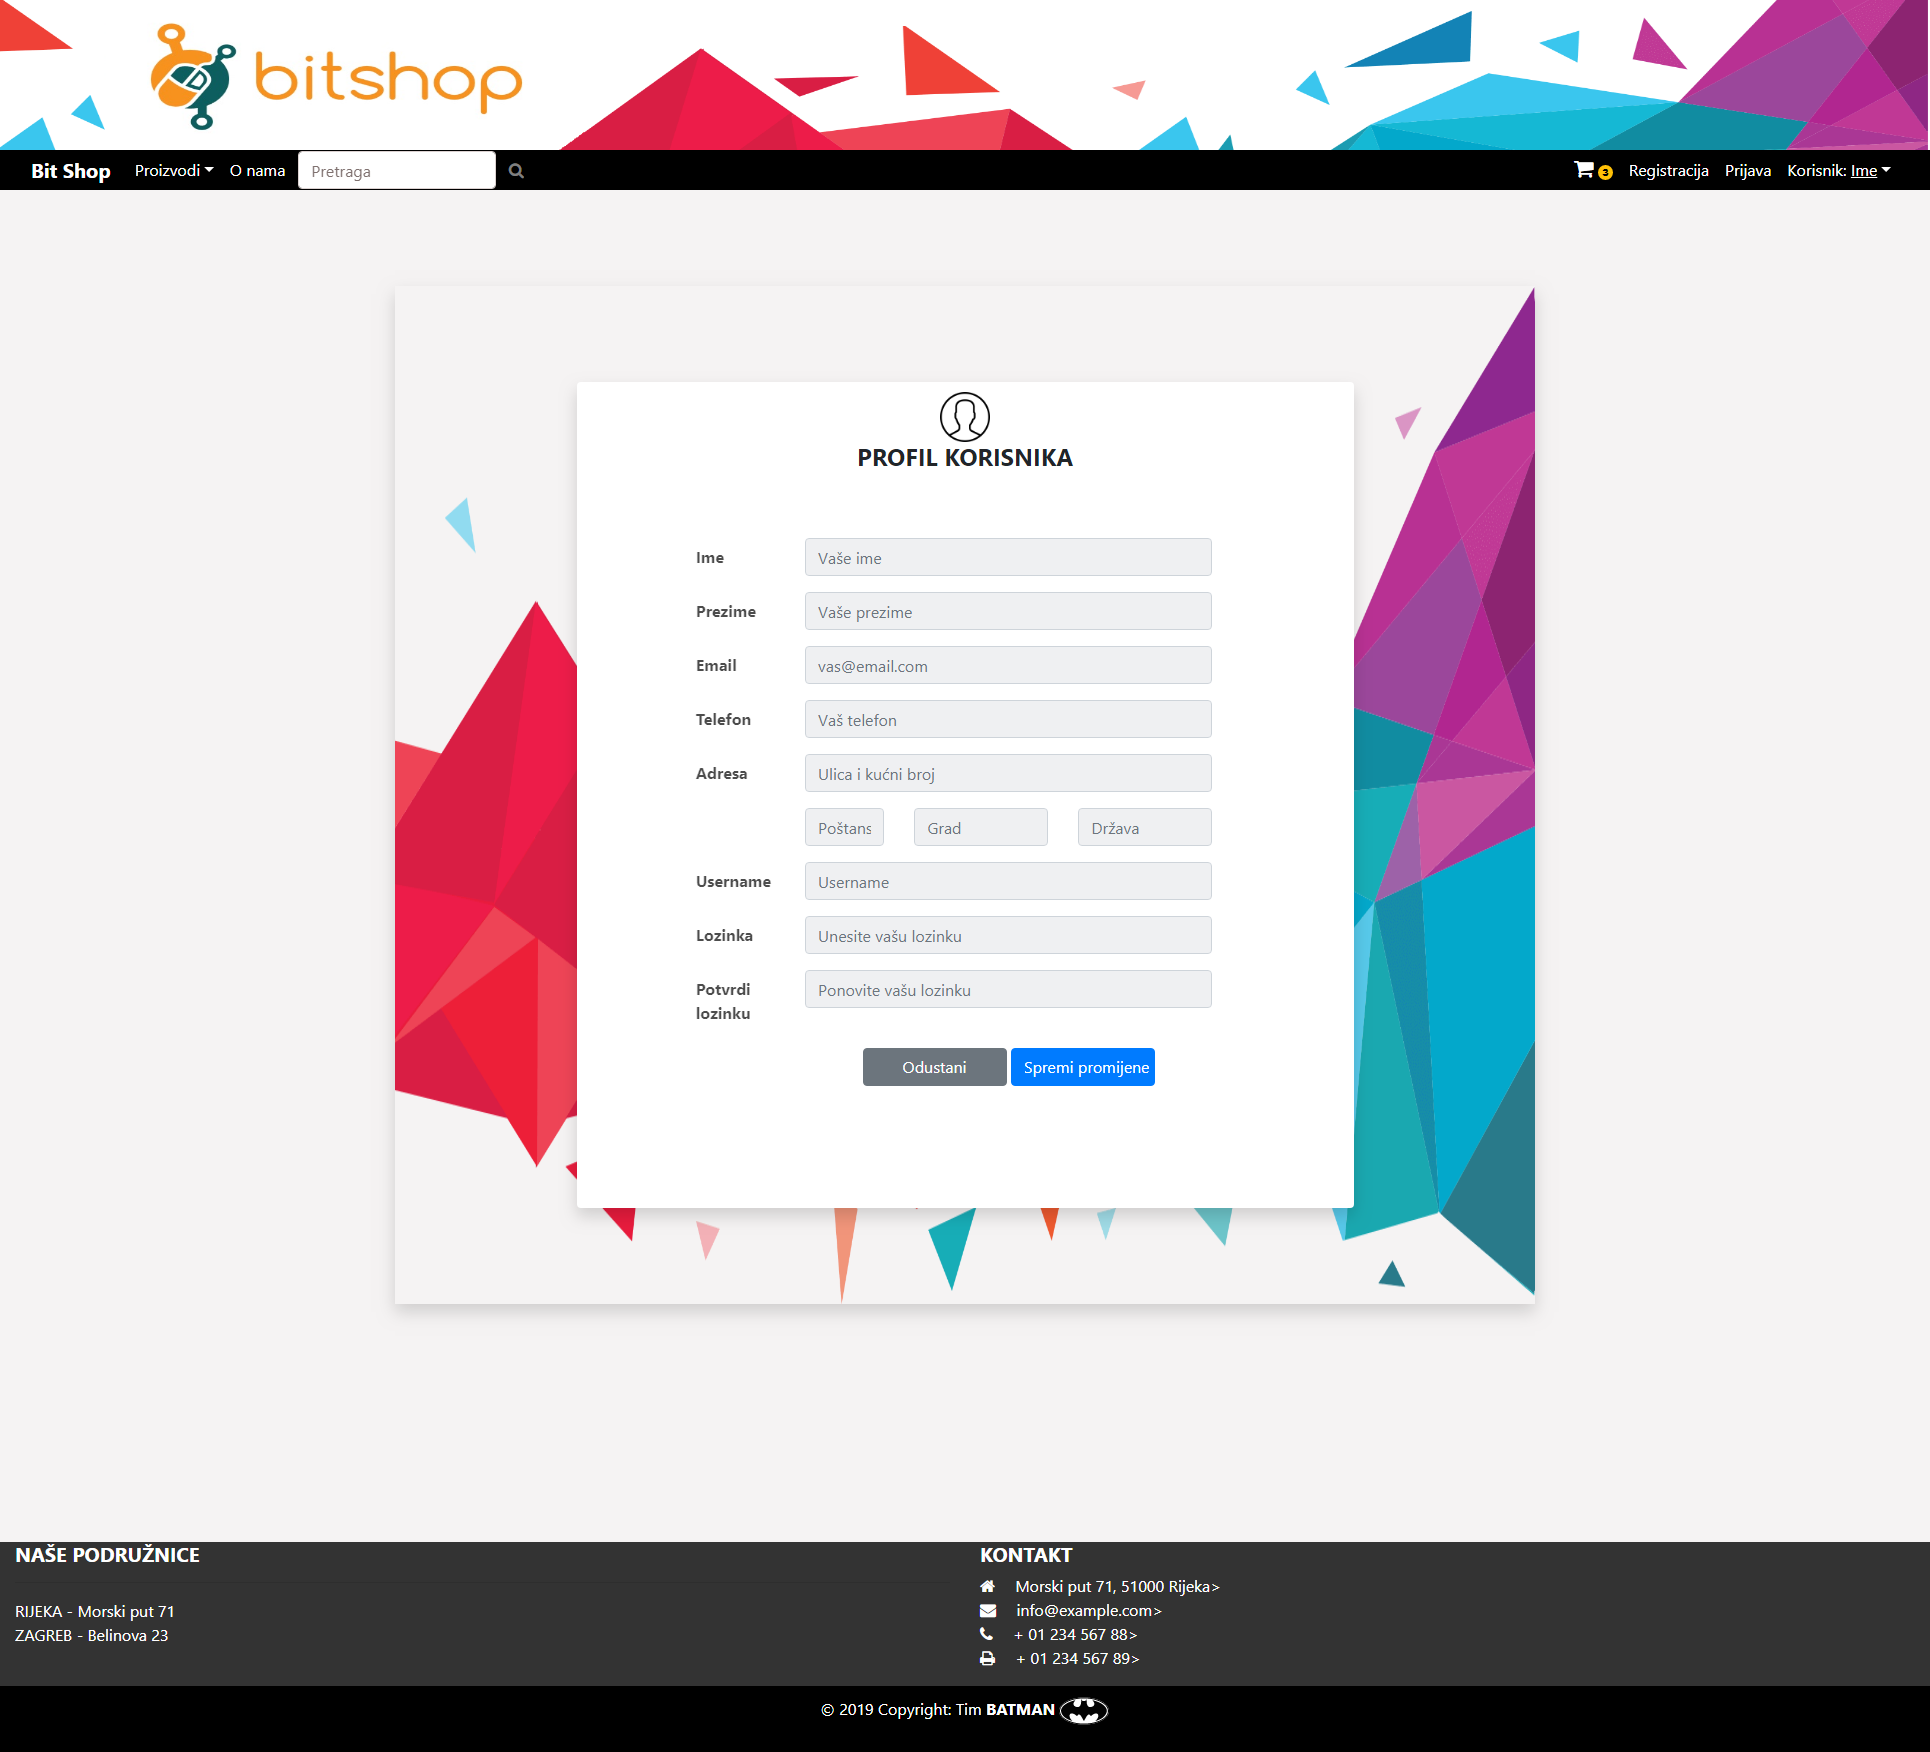 bitshop
Bit Shop Proizvodi O nama Pretraga 3 Registracija Prijava Korisnik: Ime
PROFIL KORISNIKA
Ime Vaše ime
Prezime Vaše prezime
Email vas@email.com
Telefon Vaš telefon
Adresa Ulica i kućni broj
Poštans Grad Država
Username Username
Lozinka Unesite vašu lozinku
Potvrdi lozinku Ponovite vašu lozinku
Odustani Spremi promijene
NAŠE PODRUŽNICE
RIJEKA - Morski put 71
ZAGREB - Belinova 23
KONTAKT
Morski put 71, 51000 Rijeka>
info@example.com>
+ 01 234 567 88>
+ 01 234 567 89>
© 2019 Copyright: Tim BATMAN